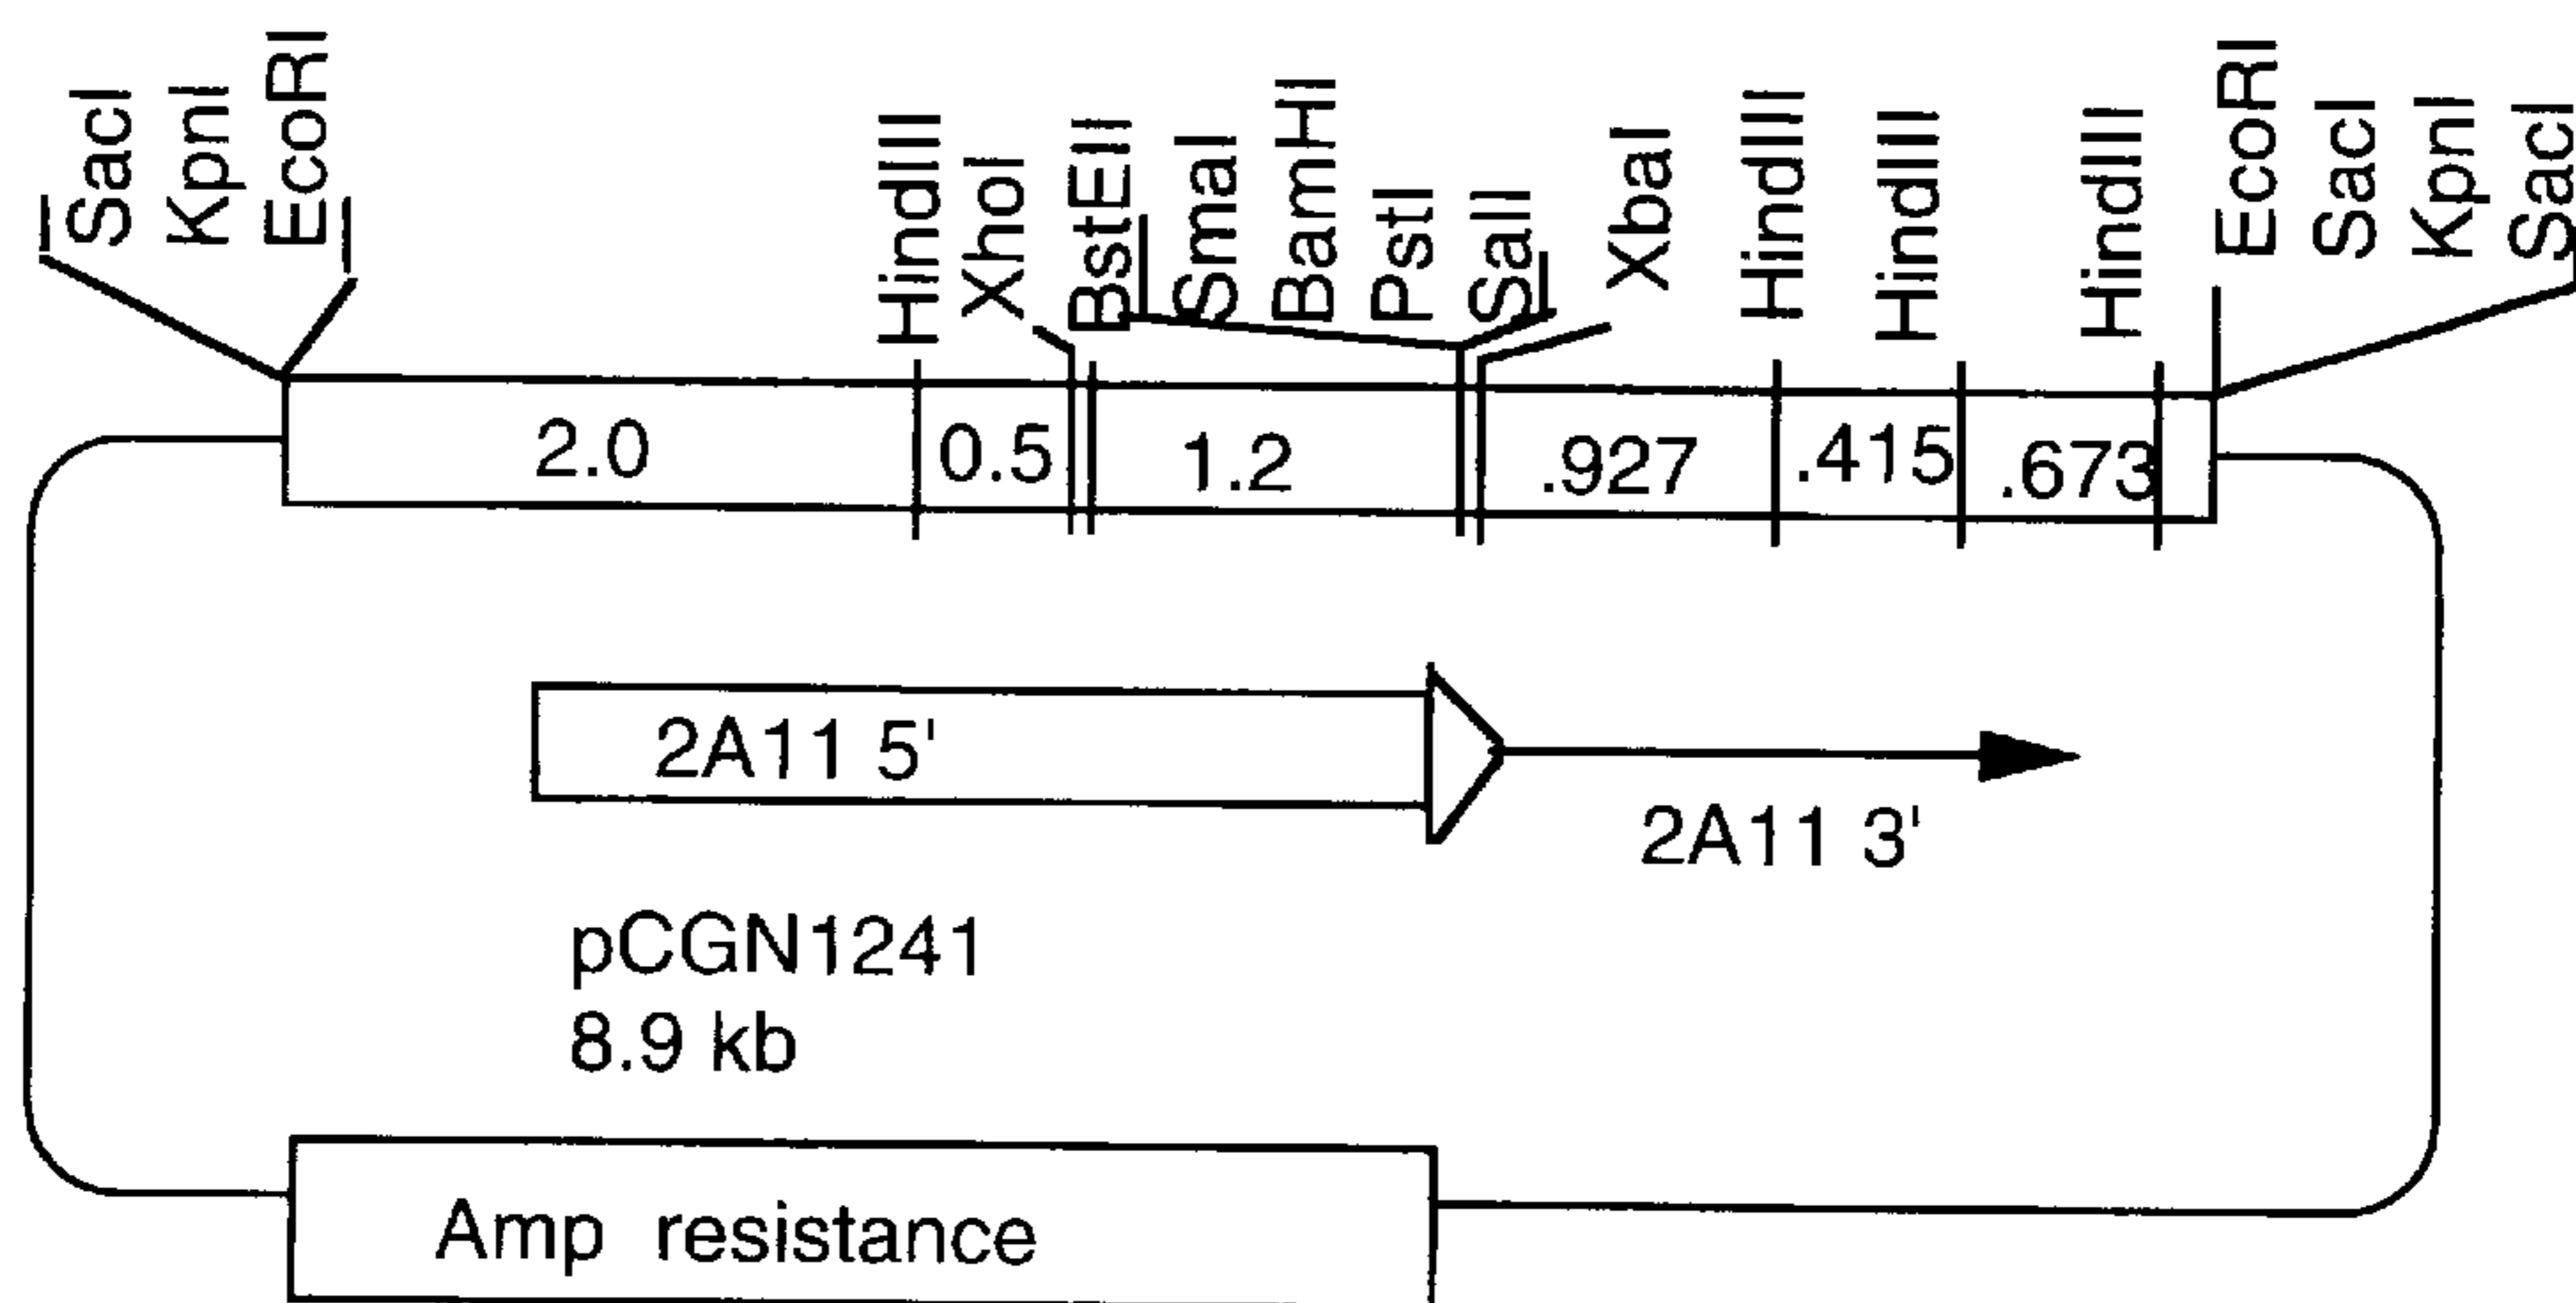 SacI
KpnI
EcoRI
HindIII
XhoI
BstEII
SmaI
BamHI
PstI
SalI
XbaI
HindIII
HindIII
HindIII
EcoRI
SacI
KpnI
SacI
2.0 0.5 1.2 .927 .415 .673
2A11 5'
2A11 3'
pCGN1241
8.9 kb
Amp resistance